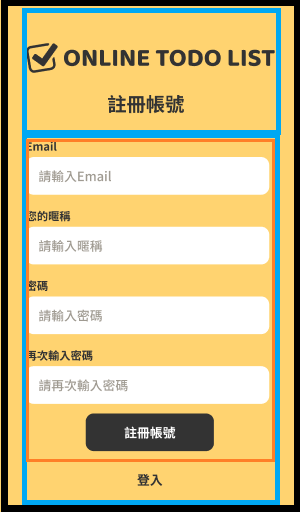 ONLINE TODO LIST
註冊帳號
Email
請輸入Email
您的暱稱
請輸入暱稱
密碼
請輸入密碼
再次輸入密碼
請再次輸入密碼
註冊帳號
登入